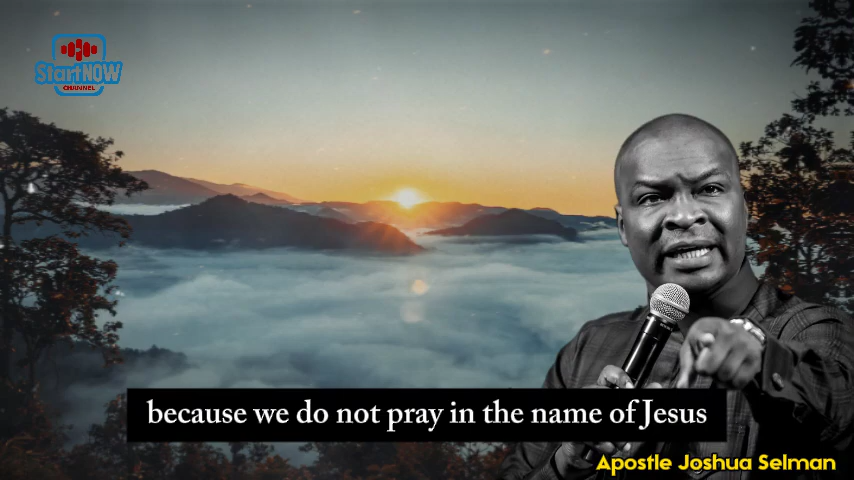 StartNOW
CHANNEL
because we do not pray in the name of Jesus
Apostle Joshua Selman